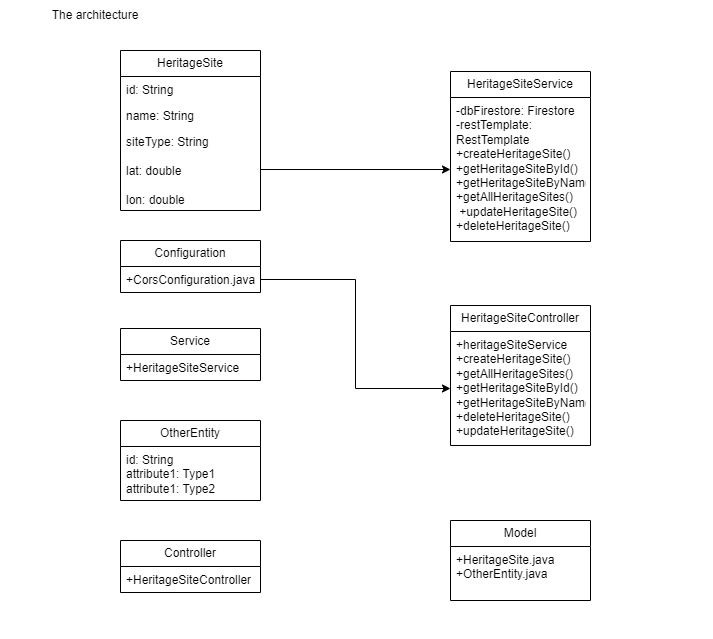 The architecture
HeritageSite
id: String
name: String
siteType: String
lat: double
lon: double
HeritageSiteService
-dbFirestore: Firestore
-restTemplate:
RestTemplate
+createHeritageSite()
+getHeritageSiteById()
+getHeritageSiteByNam
+getAllHeritageSites()
+updateHeritageSite()
+deleteHeritageSite()
Configuration
+CorsConfiguration.java
Service
+HeritageSiteService
HeritageSiteController
+heritageSiteService
+createHeritageSite()
+getAllHeritageSites()
+getHeritageSiteById()
+getHeritageSiteByNam
+deleteHeritageSite()
+updateHeritageSite()
OtherEntity
id: String
attribute1: Type1
attribute1: Type2
Controller
+HeritageSiteController
Model
+HeritageSite.java
+OtherEntity.java